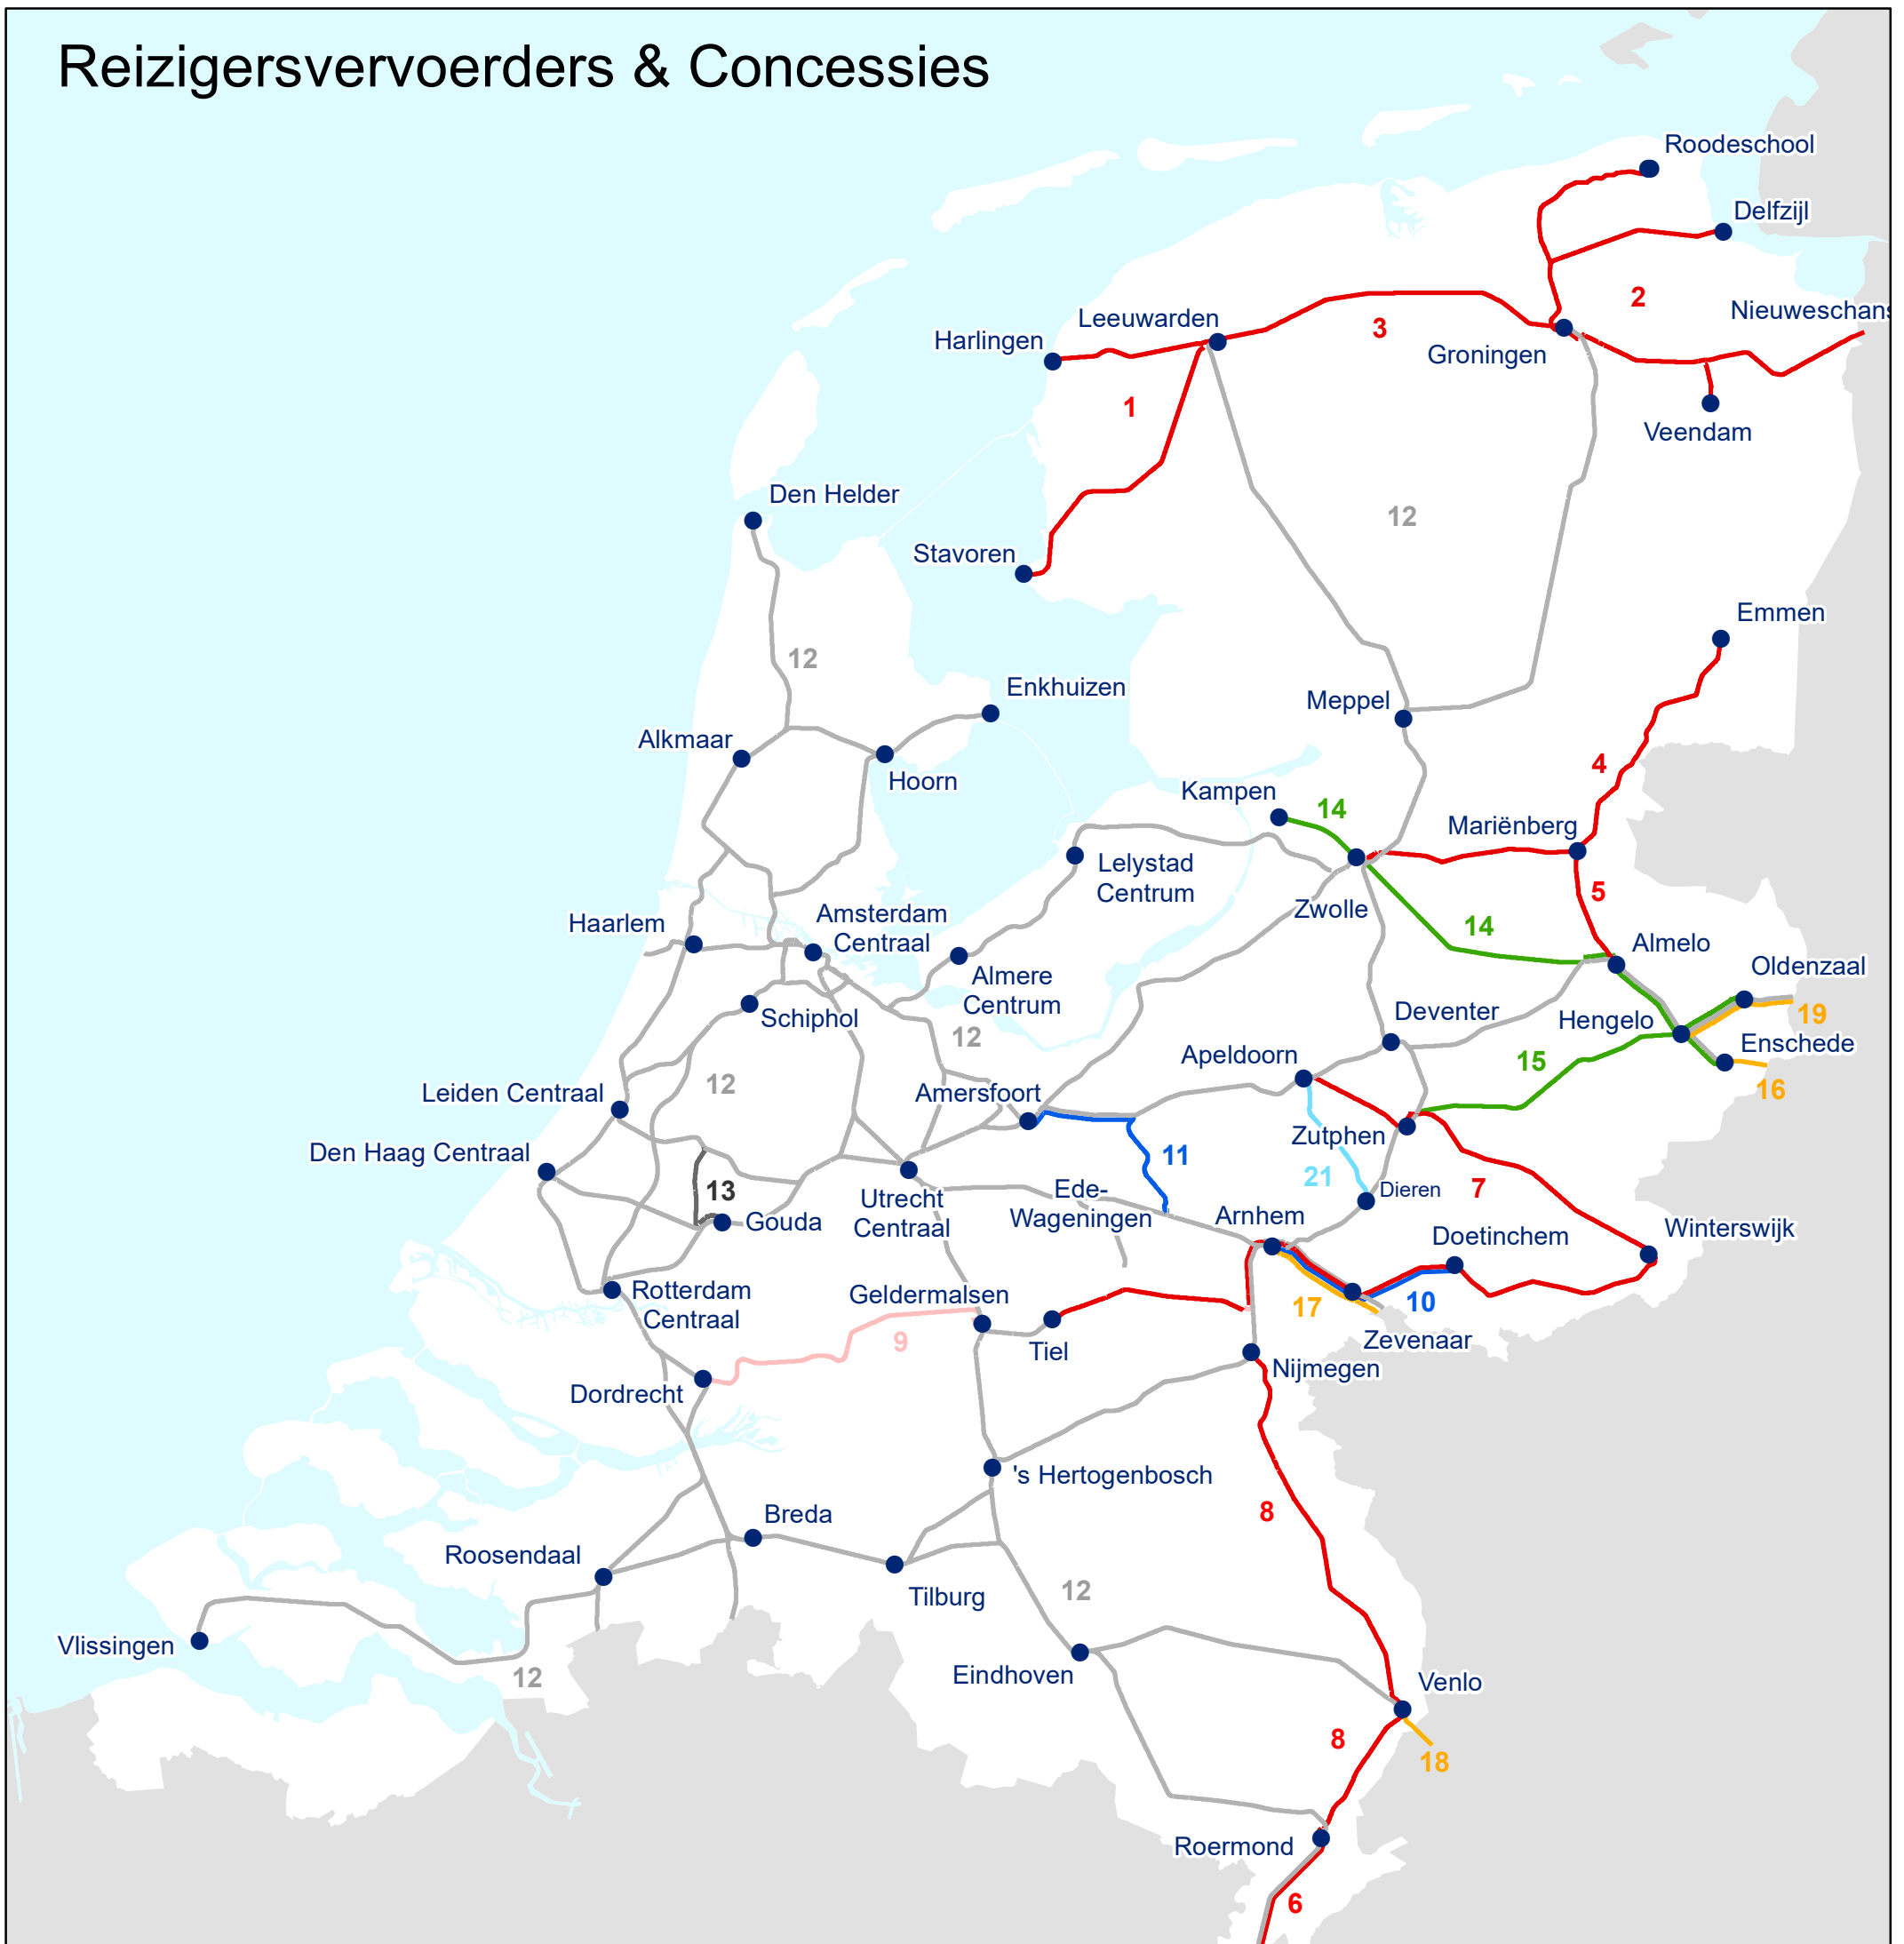 Reizigersvervoerders & Concessies
Roodeschool
Delfzijl
2
Nieuweschans
Leeuwarden
3
Harlingen
Groningen
1
Veendam
Den Helder
12
Stavoren
Emmen
12
Enkhuizen
Meppel
Alkmaar
4
Hoorn
Kampen
14
Mariënberg
Lelystad
Centrum
5
Zwolle
Amsterdam
Centraal
Haarlem
14
Almelo
Oldenzaal
Almere
Centrum
19
Schiphol
Deventer
Hengelo
12
Enschede
Apeldoorn
15
12
16
Leiden Centraal
Amersfoort
Zutphen
Den Haag Centraal
11
21
13
Dieren
7
Ede-
Wageningen
Utrecht
Centraal
Gouda
Arnhem
Winterswijk
Doetinchem
Rotterdam
Centraal
Geldermalsen
17
10
9
Tiel
Zevenaar
Nijmegen
Dordrecht
's Hertogenbosch
8
Breda
Roosendaal
12
Tilburg
Vlissingen
12
Eindhoven
Venlo
8
18
Roermond
6